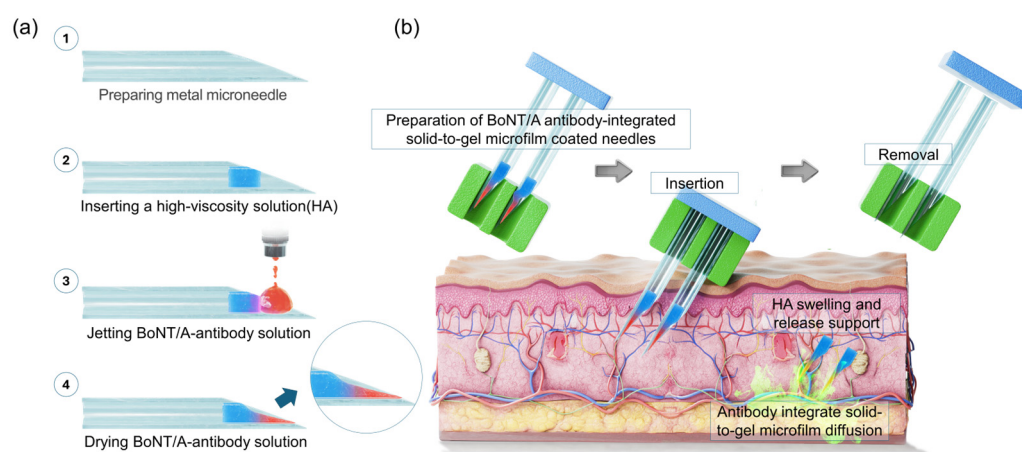 (a)
1
Preparing metal microneedle
2
Inserting a high-viscosity solution(HA)
3
Jetting BoNT/A-antibody solution
4
Drying BoNT/A-antibody solution
(b)
Preparation of BoNT/A antibody-integrated
solid-to-gel microfilm coated needles
Insertion
Removal
HA swelling and
release support
Antibody integrate solid-
to-gel microfilm diffusion